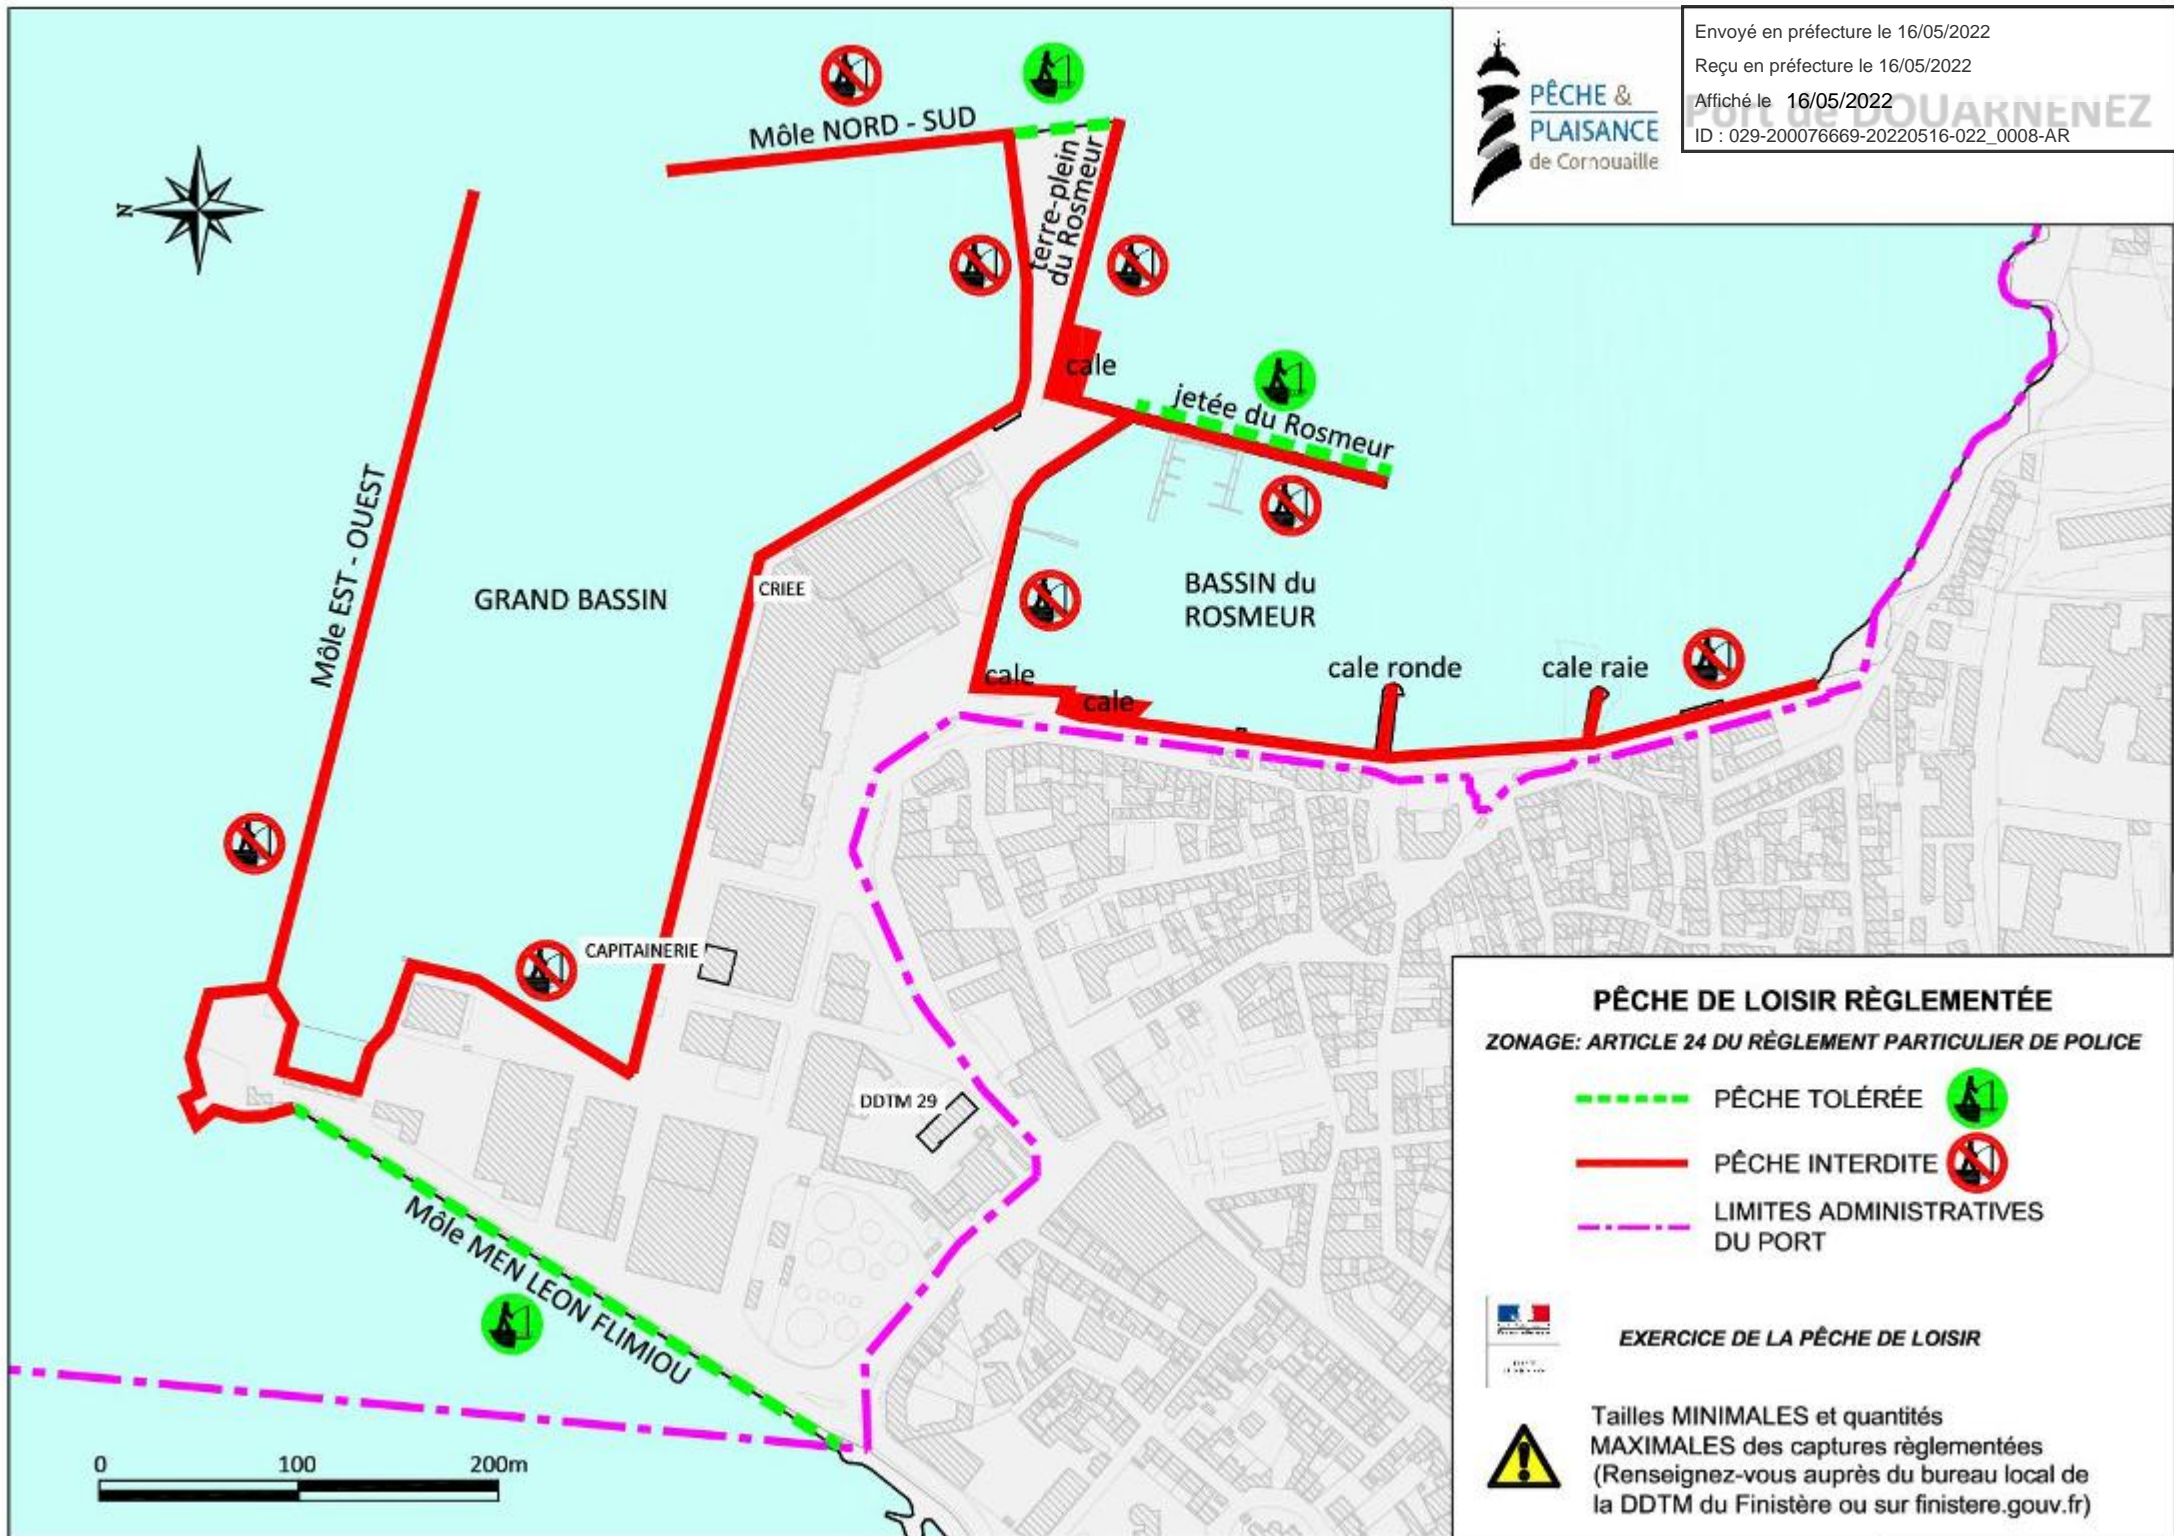 Envoyé en préfecture le 16/05/2022
Reçu en préfecture le 16/05/2022
Affiché le 16/05/2022
Port de DOUARNENEZ
ID : 029-200076669-20220516-022_0008-AR
PÊCHE &
PLAISANCE
de Cornouaille
N
Môle NORD - SUD
terre-plein
du Rosmeur
cale
jetée du Rosmeur
Môle EST - OUEST
GRAND BASSIN
CRIEE
BASSIN du
ROSMEUR
cale
cale
cale ronde
cale raie
CAPITAINERIE
DDTM 29
Môle MEN LEON FLIMIOU
0 100 200m
PÊCHE DE LOISIR RÈGLEMENTÉE
ZONAGE: ARTICLE 24 DU RÈGLEMENT PARTICULIER DE POLICE
PÊCHE TOLÉRÉE
PÊCHE INTERDITE
LIMITES ADMINISTRATIVES
DU PORT
EXERCICE DE LA PÊCHE DE LOISIR
Tailles MINIMALES et quantités
MAXIMALES des captures règlementées
(Renseignez-vous auprès du bureau local de
la DDTM du Finistère ou sur finistere.gouv.fr)